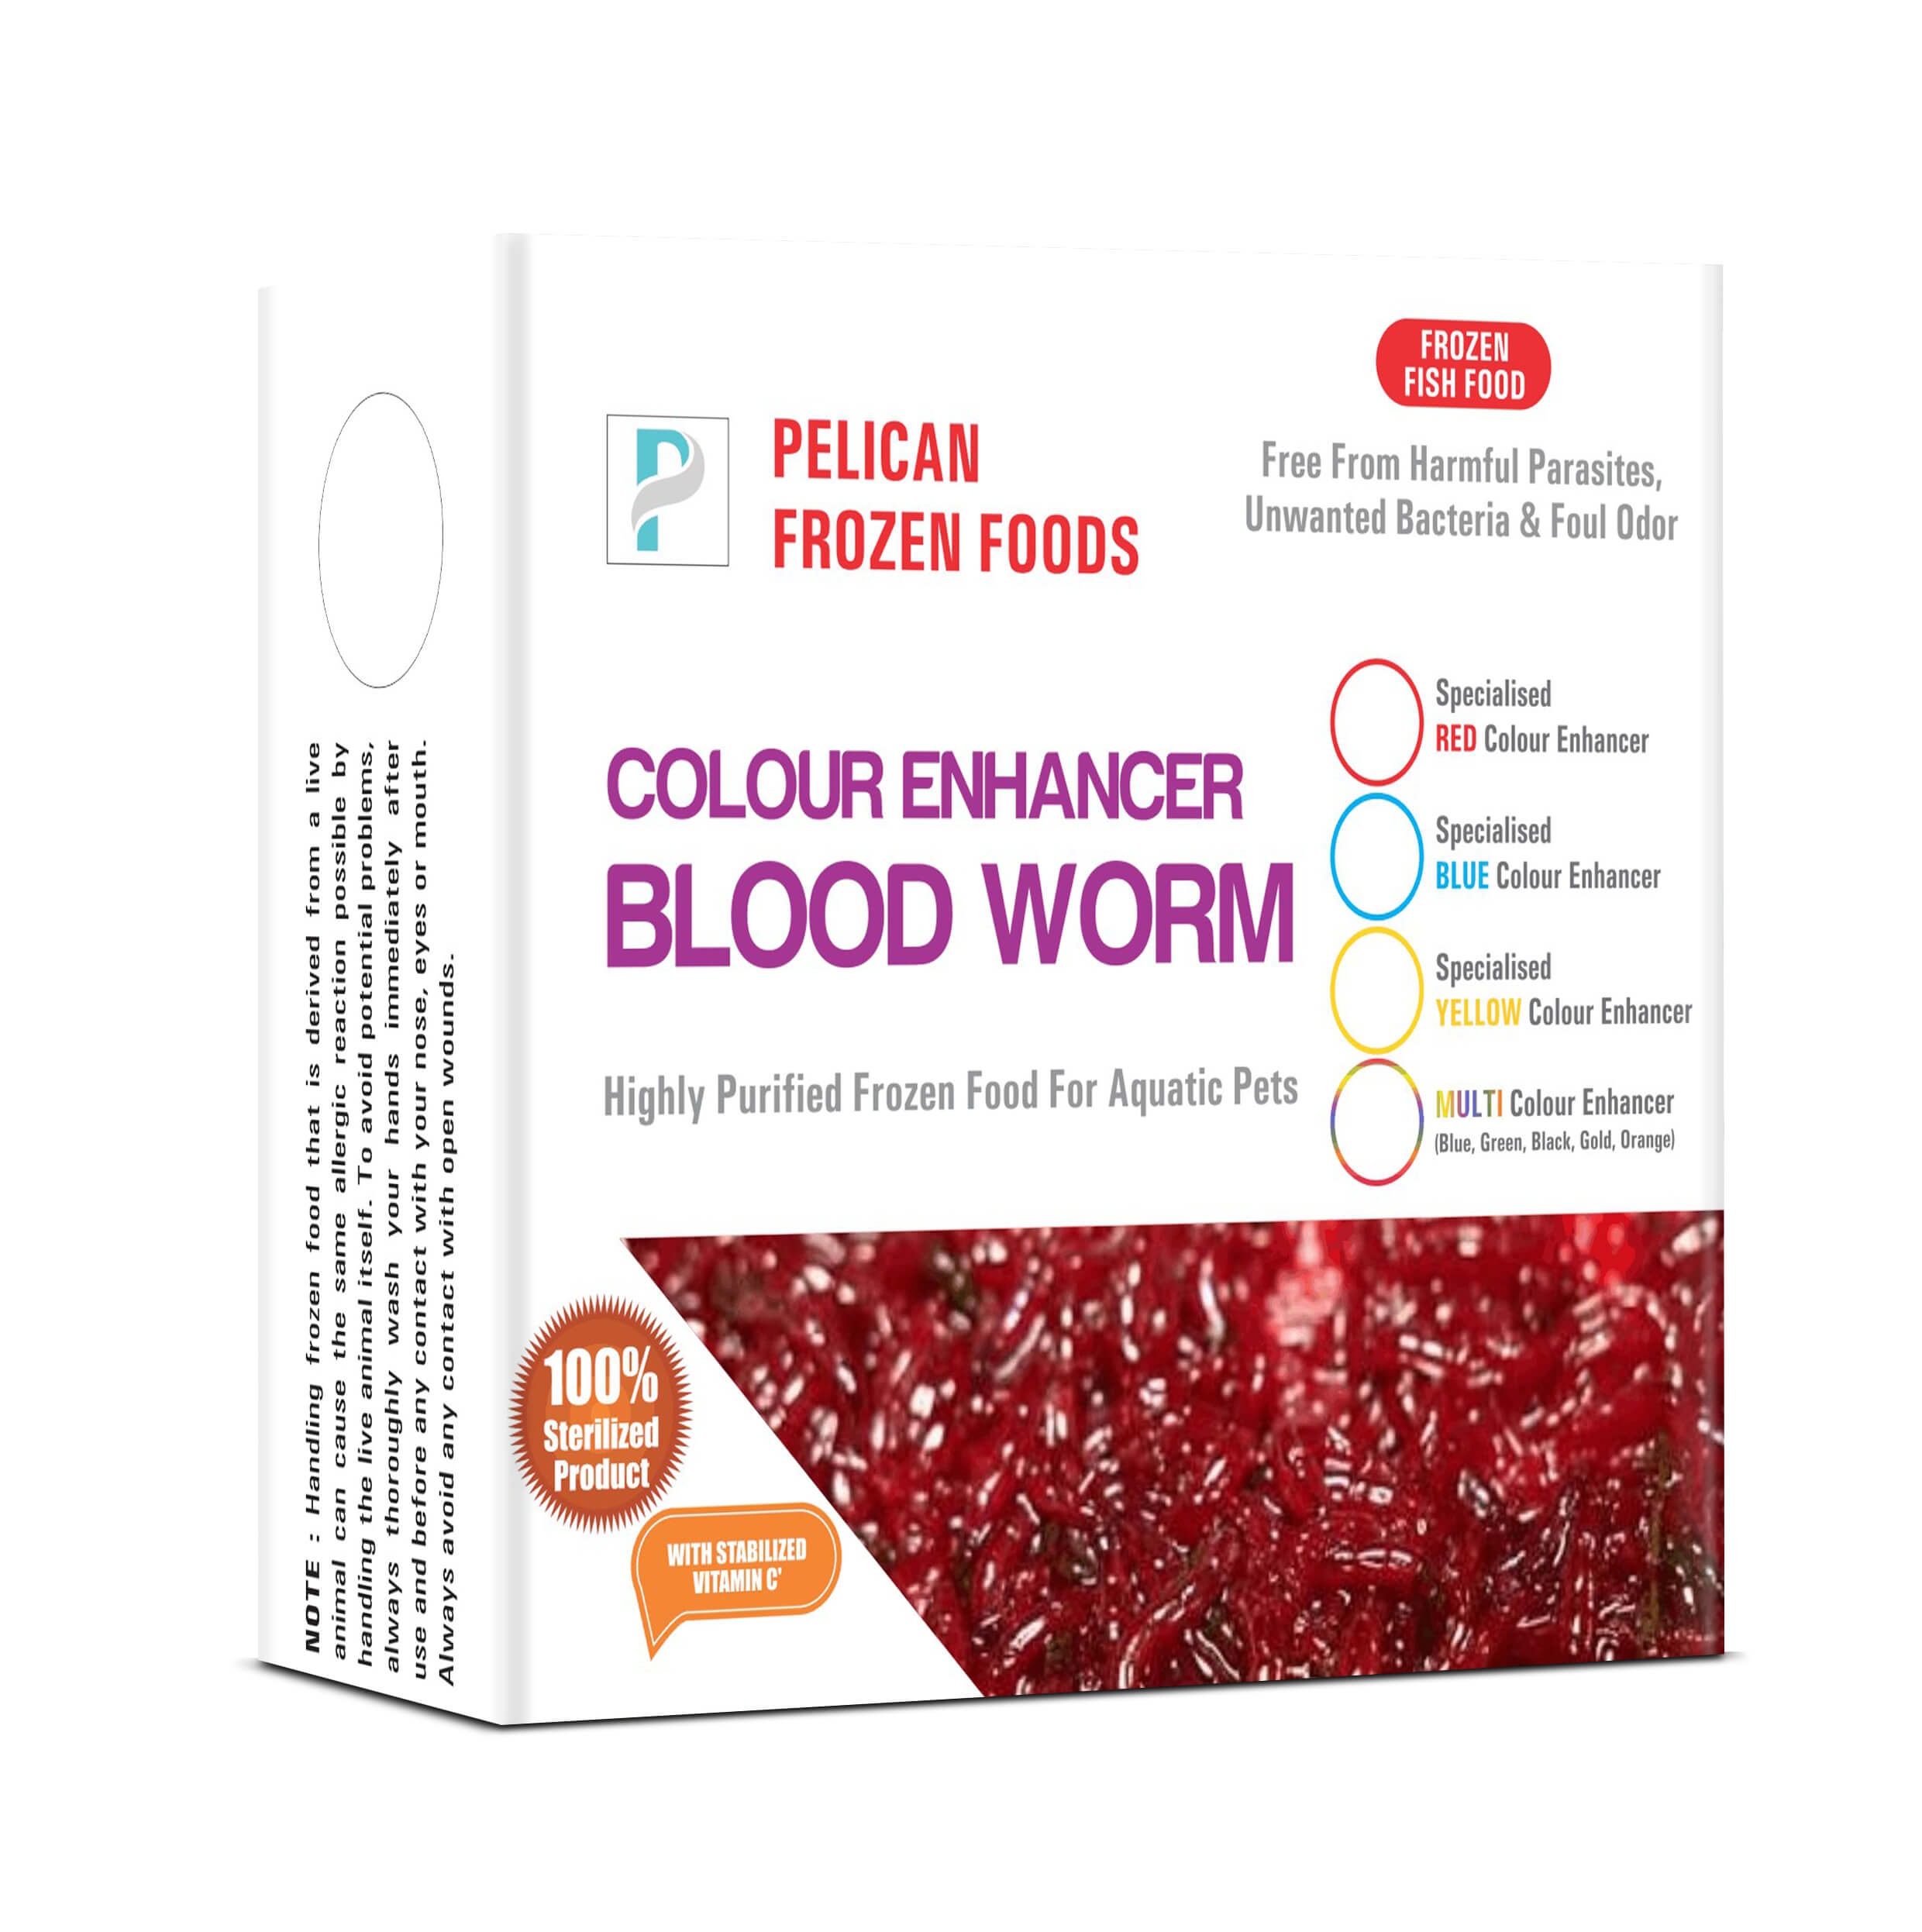 NOTE : Handling frozen food that is derived from a live
animal can cause the same allergic reaction possible by
handling the live animal itself. To avoid potential problems,
always thoroughly wash your hands immediately after
use and before any contact with your nose, eyes or mouth.
Always avoid any contact with open wounds.
FROZEN
FISH FOOD
Free From Harmful Parasites,
Unwanted Bacteria & Foul Odor
P
PELICAN
FROZEN FOODS
COLOUR ENHANCER
BLOOD WORM
Highly Purified Frozen Food For Aquatic Pets
Specialised
RED Colour Enhancer
Specialised
BLUE Colour Enhancer
Specialised
YELLOW Colour Enhancer
MULTI Colour Enhancer
(Blue, Green, Black, Gold, Orange)
100%
Sterilized
Product
WITH STABILIZED
VITAMIN C'